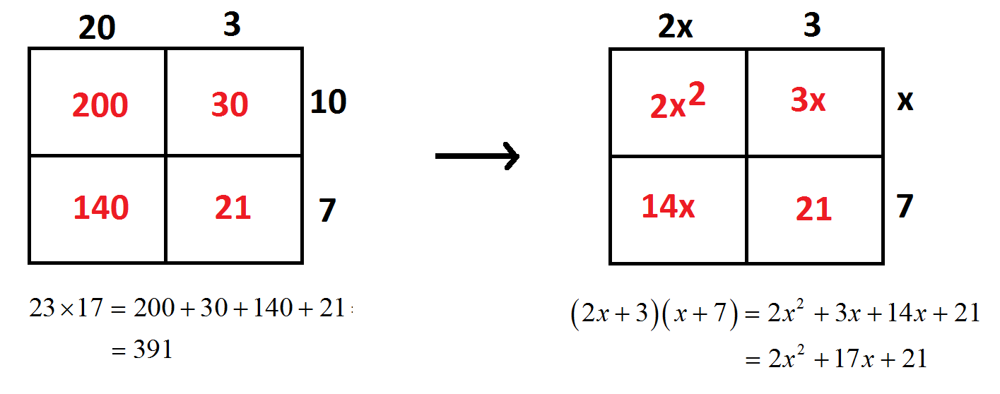 20 3
200 30 10
140 21 7
23 × 17 = 200 + 30 + 140 + 21
= 391
2x 3
2x² 3x x
14x 21 7
(2x + 3)(x + 7) = 2x² + 3x + 14x + 21
= 2x² + 17x + 21